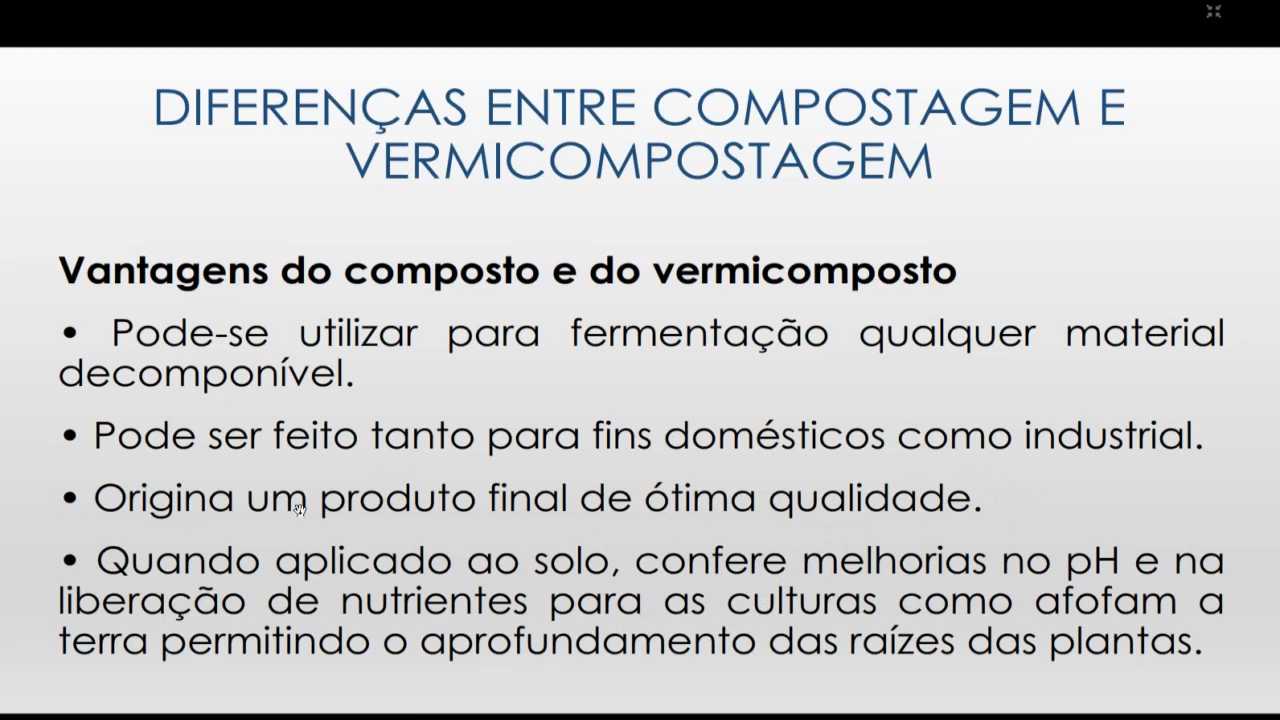 DIFERENÇAS ENTRE COMPOSTAGEM E
VERMICOMPOSTAGEM
Vantagens do composto e do vermicomposto
• Pode-se utilizar para fermentação qualquer material
decomponível.
• Pode ser feito tanto para fins domésticos como industrial.
• Origina um produto final de ótima qualidade.
• Quando aplicado ao solo, confere melhorias no pH e na
liberação de nutrientes para as culturas como afofam a
terra permitindo o aprofundamento das raízes das plantas.